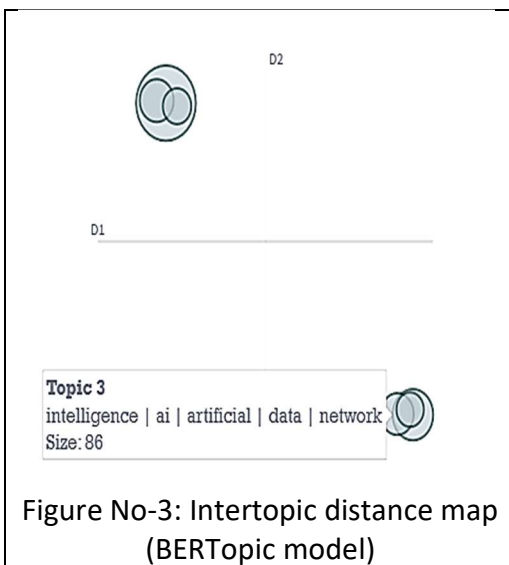 D2
D1
Topic 3
intelligence | ai | artificial | data | network
Size: 86
Figure No-3: Intertopic distance map
(BERTopic model)